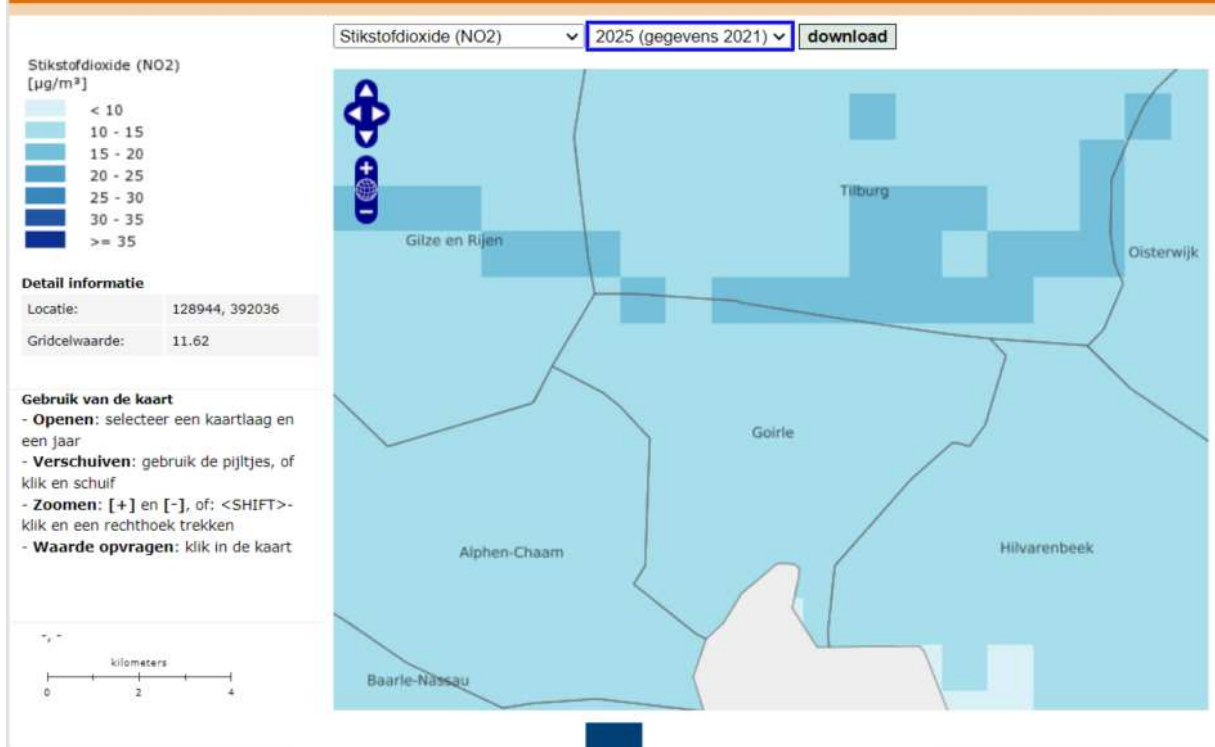 Stikstofdioxide (NO2)
2025 (gegevens 2021)
download
Stikstofdioxide (NO2)
[µg/m³]
< 10
10 - 15
15 - 20
20 - 25
25 - 30
30 - 35
>= 35
Detail informatie
Locatie: 128944, 392036
Gridcelwaarde: 11.62
Gebruik van de kaart
- Openen: selecteer een kaartlaag en
een jaar
- Verschuiven: gebruik de pijltjes, of
klik en schuif
- Zoomen: [+] en [-], of: <SHIFT>-
klik en een rechthoek trekken
- Waarde opvragen: klik in de kaart
-, -
kilometers
0 2 4
Tilburg
Gilze en Rijen
Oisterwijk
Goirle
Alphen-Chaam
Hilvarenbeek
Baarle-Nassau